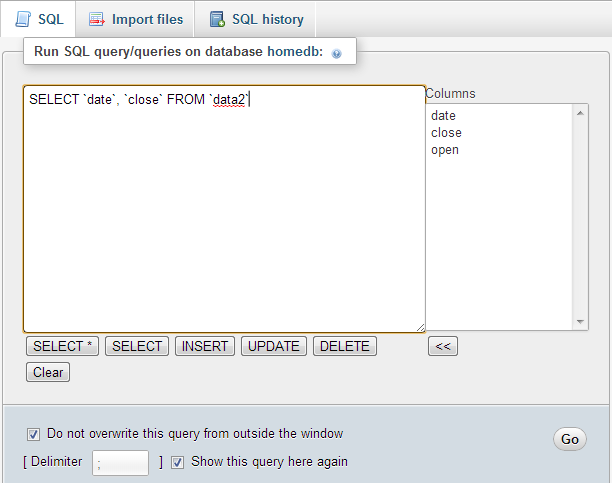 SQL Import files SQL history
Run SQL query/queries on database homedb:
SELECT `date`, `close` FROM `data2`
Columns
date
close
open
SELECT * SELECT INSERT UPDATE DELETE <<
Clear
Do not overwrite this query from outside the window
Go
[ Delimiter ; ] Show this query here again